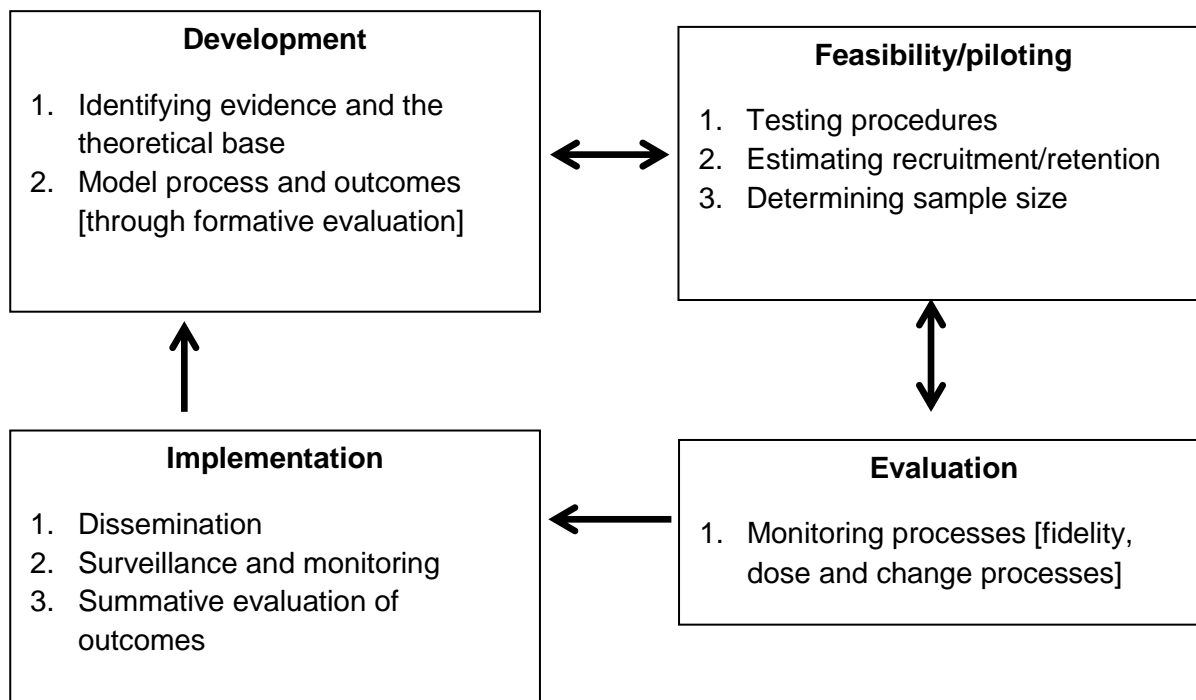 Development
1. Identifying evidence and the
theoretical base
2. Model process and outcomes
[through formative evaluation]
Feasibility/piloting
1. Testing procedures
2. Estimating recruitment/retention
3. Determining sample size
Implementation
1. Dissemination
2. Surveillance and monitoring
3. Summative evaluation of
outcomes
Evaluation
1. Monitoring processes [fidelity,
dose and change processes]